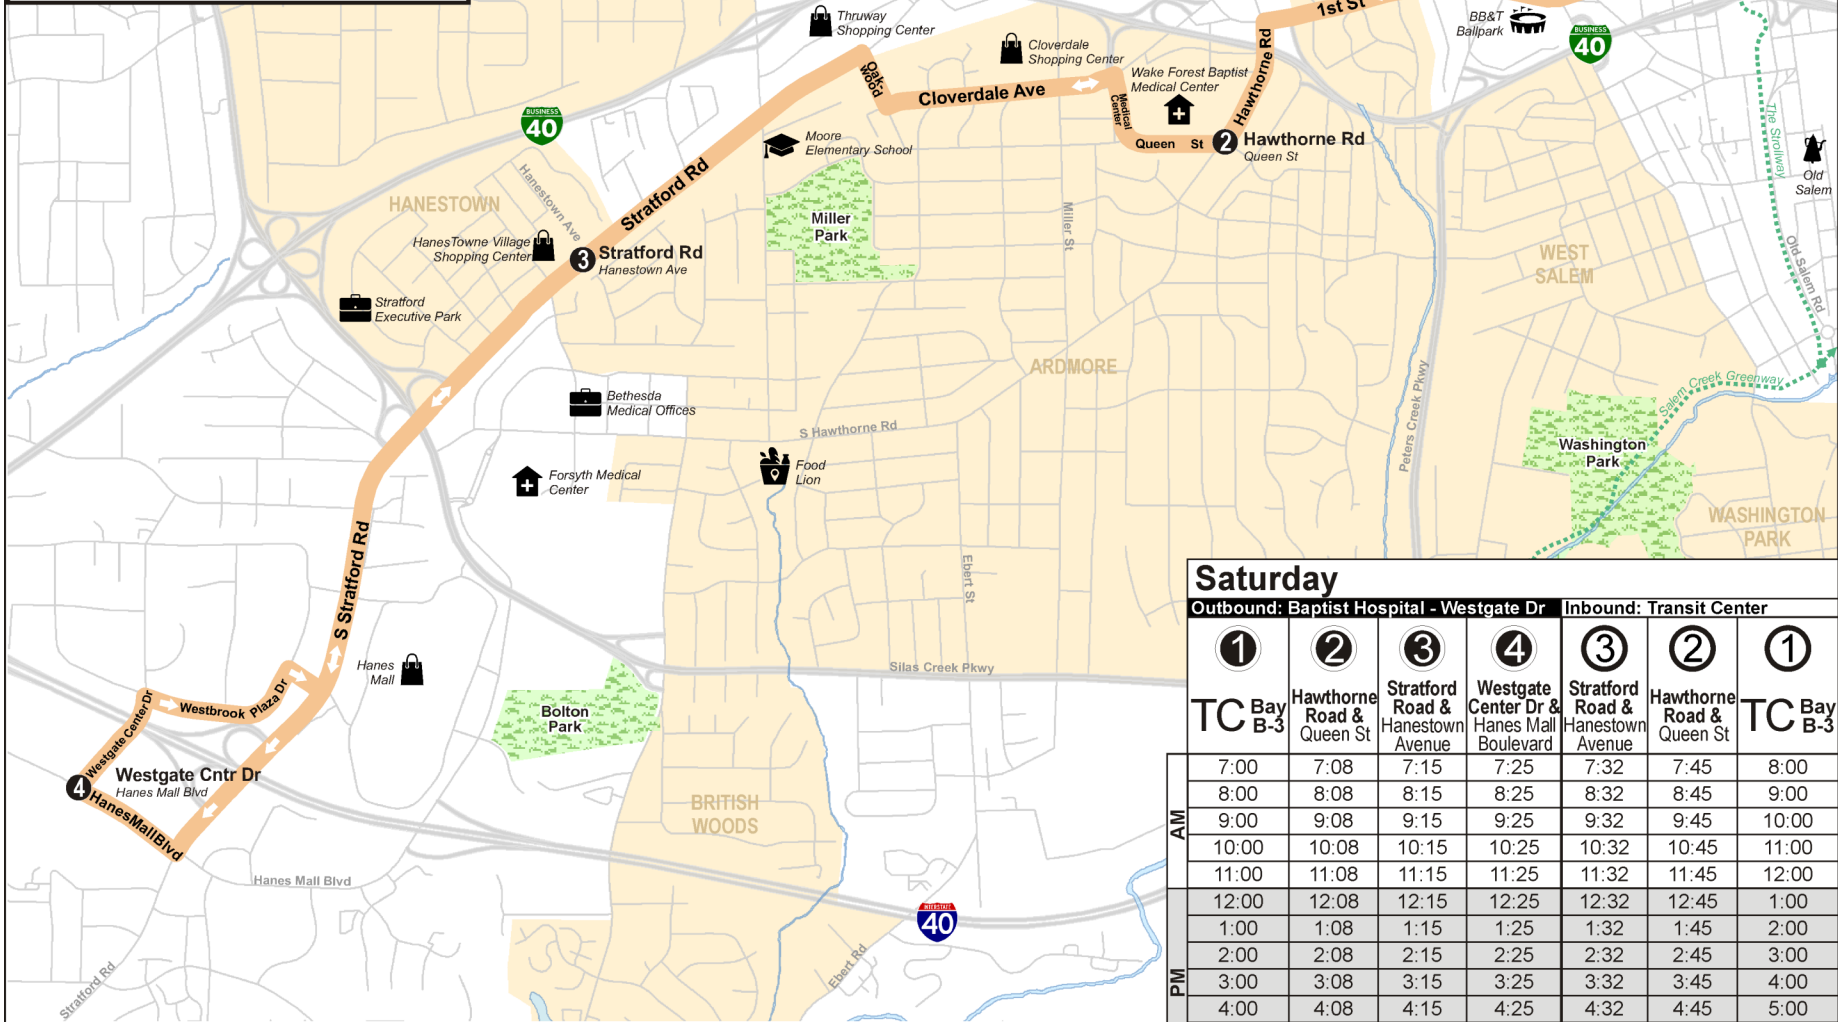 Thruway
Shopping Center
1st St
BB&T
Ballpark
BUSINESS
40
Cloverdale
Shopping Center
Oak-
wood
Wake Forest Baptist
Medical Center
Hawthorne Rd
Cloverdale Ave
Medical
Center
BUSINESS
40
Moore
Elementary School
Queen St
2 Hawthorne Rd
Queen St
The Strollway
Old
Salem
Hanestown Ave
HANESTOWN
Stratford Rd
Miller
Park
Miller St
WEST
SALEM
Old Salem Rd
HanesTowne Village
Shopping Center
3 Stratford Rd
Hanestown Ave
Stratford
Executive Park
ARDMORE
Peters Creek Pkwy
Salem Creek Greenway
Bethesda
Medical Offices
S Hawthorne Rd
Washington
Park
Food
Lion
Forsyth Medical
Center
WASHINGTON
PARK
S Stratford Rd
Ebert St
Silas Creek Pkwy
Hanes
Mall
Westbrook Plaza Dr
Westgate Center Dr
Bolton
Park
4 Westgate Cntr Dr
Hanes Mall Blvd
HanesMallBlvd
BRITISH
WOODS
Hanes Mall Blvd
INTERSTATE
40
Ebert Rd
Stratford Rd
Saturday
Outbound: Baptist Hospital - Westgate Dr Inbound: Transit Center
1 2 3 4 3 2 1
TC Bay B-3
Hawthorne Road & Queen St
Stratford Road & Hanestown Avenue
Westgate Center Dr & Hanes Mall Boulevard
Stratford Road & Hanestown Avenue
Hawthorne Road & Queen St
TC Bay B-3
AM
7:00 7:08 7:15 7:25 7:32 7:45 8:00
8:00 8:08 8:15 8:25 8:32 8:45 9:00
9:00 9:08 9:15 9:25 9:32 9:45 10:00
10:00 10:08 10:15 10:25 10:32 10:45 11:00
11:00 11:08 11:15 11:25 11:32 11:45 12:00
PM
12:00 12:08 12:15 12:25 12:32 12:45 1:00
1:00 1:08 1:15 1:25 1:32 1:45 2:00
2:00 2:08 2:15 2:25 2:32 2:45 3:00
3:00 3:08 3:15 3:25 3:32 3:45 4:00
4:00 4:08 4:15 4:25 4:32 4:45 5:00